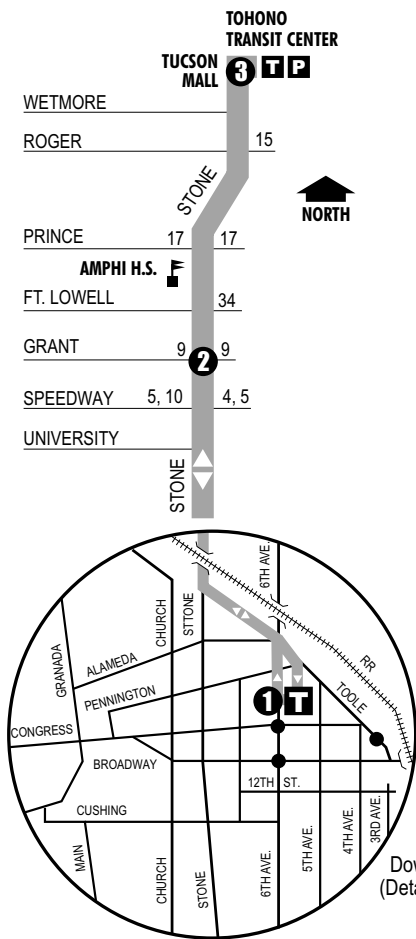 TOHONO
TRANSIT CENTER
TUCSON
MALL
3 T P
WETMORE
ROGER
15
STONE
NORTH
PRINCE 17 17
AMPHI H.S.
FT. LOWELL 34
GRANT 9 2 9
SPEEDWAY 5, 10 4, 5
UNIVERSITY
STONE
6TH AVE.
CHURCH
STTONE
GRANADA
ALAMEDA
RR
PENNINGTON
TOOLE
1 T
CONGRESS
BROADWAY
12TH ST.
CUSHING
MAIN
CHURCH
STONE
6TH AVE.
5TH AVE.
4TH AVE.
3RD AVE.
Dov
(Deta